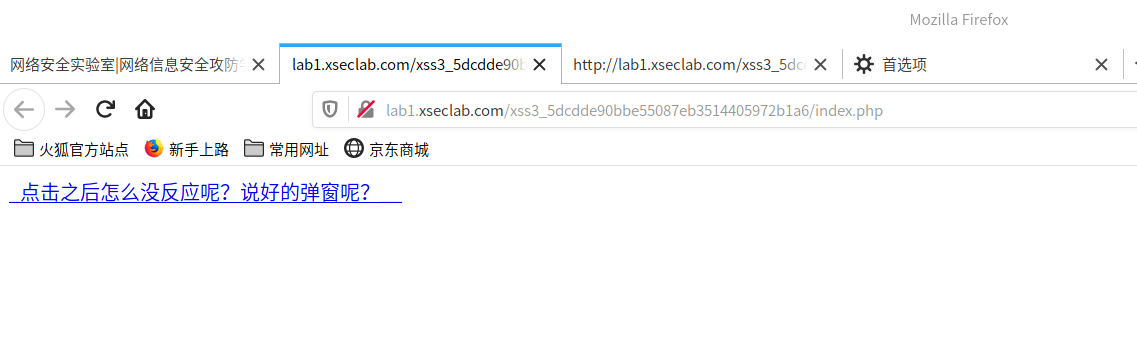 Mozilla Firefox
网络安全实验室|网络信息安全攻防 lab1.xseclab.com/xss3_5dcdde90b http://lab1.xseclab.com/xss3_5dc 首选项
lab1.xseclab.com/xss3_5dcdde90bbe55087eb3514405972b1a6/index.php
火狐官方站点 新手上路 常用网址 京东商城
点击之后怎么没反应呢？说好的弹窗呢？